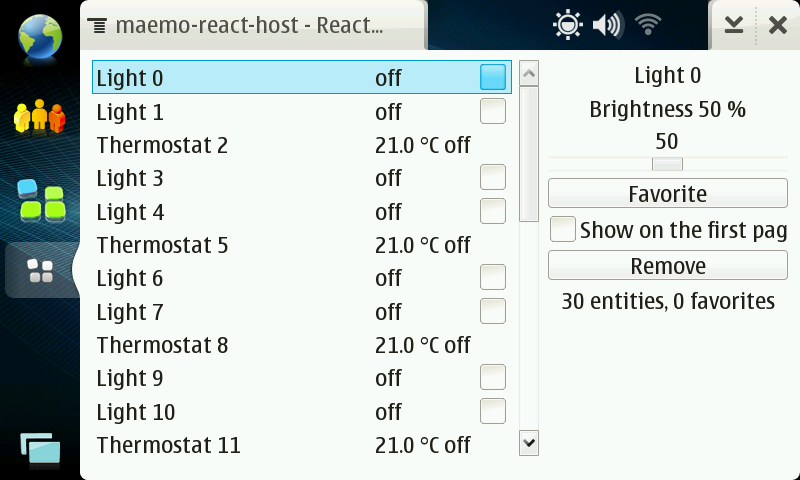 maemo-react-host - React...
Light 0 off
Light 1 off
Thermostat 2 21.0 °C off
Light 3 off
Light 4 off
Thermostat 5 21.0 °C off
Light 6 off
Light 7 off
Thermostat 8 21.0 °C off
Light 9 off
Light 10 off
Thermostat 11 21.0 °C off
Light 0
Brightness 50 %
50
Favorite
Show on the first pag
Remove
30 entities, 0 favorites